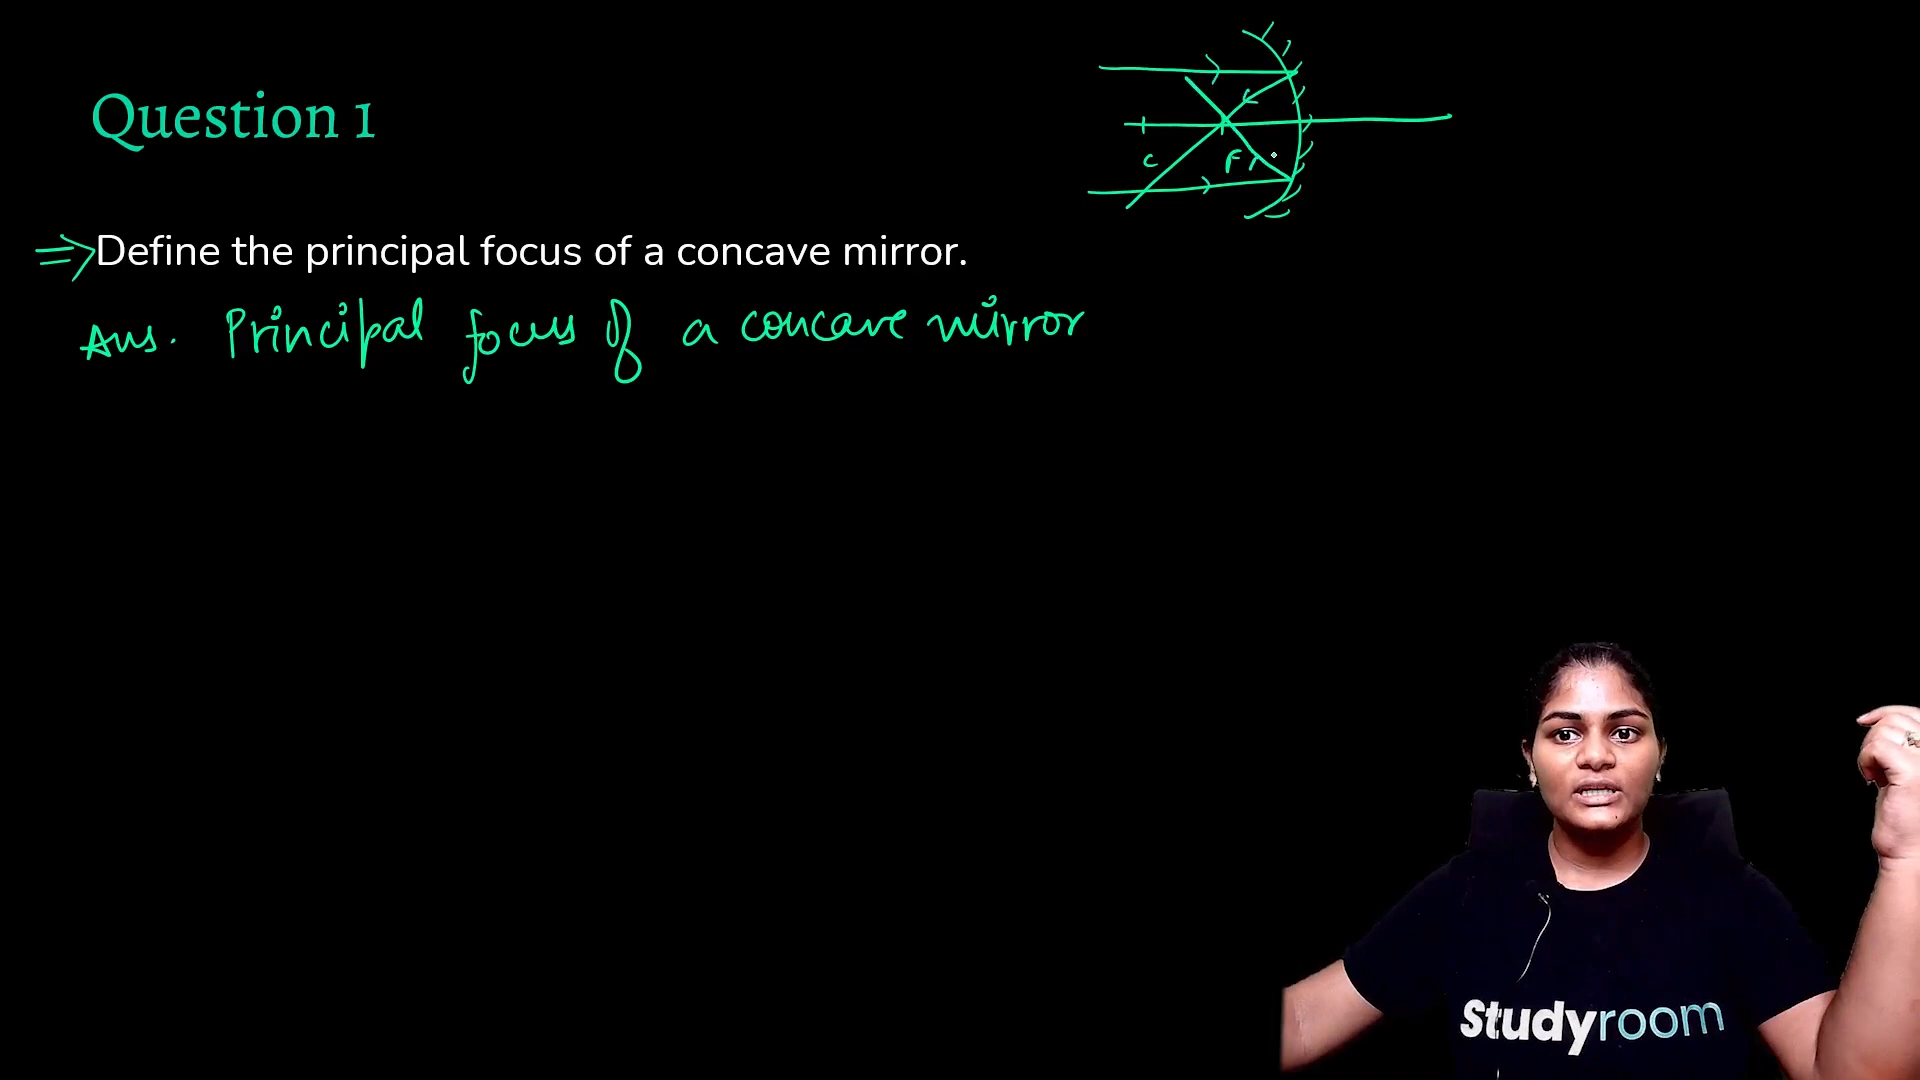 Question 1
C
F
Define the principal focus of a concave mirror.
Ans. Principal focus of a concave mirror
Studyroom